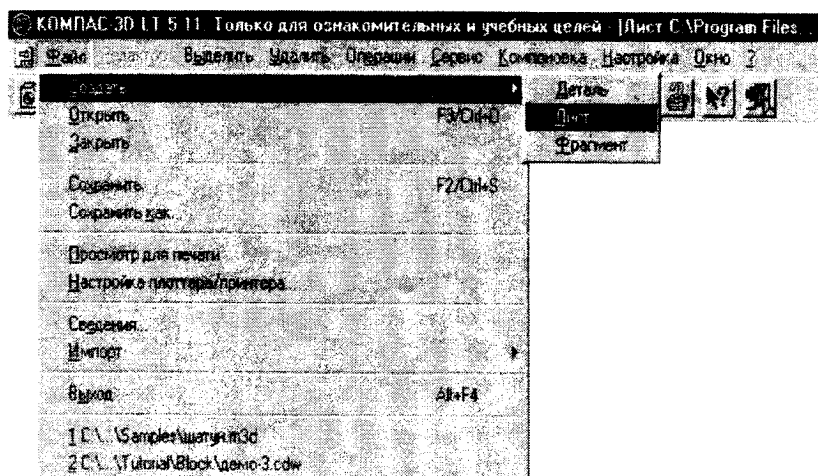 КОМПАС-3D LT 5.11. Только для ознакомительных и учебных целей - [Лист C:\Program Files...
Файл Выделить Удалить Операции Сервис Компоновка Настройка Окно ?
Создать
Деталь
Открыть... F3/Ctrl+O
Лист
Закрыть
Фрагмент
Сохранить F2/Ctrl+S
Сохранить как...
Просмотр для печати
Настройка плоттера/принтера...
Сведения...
Импорт
Выход Alt+F4
1 C:\...\Samples\шатун.m3d
2 C:\...\Tutorial\Block\демо-3.cdw